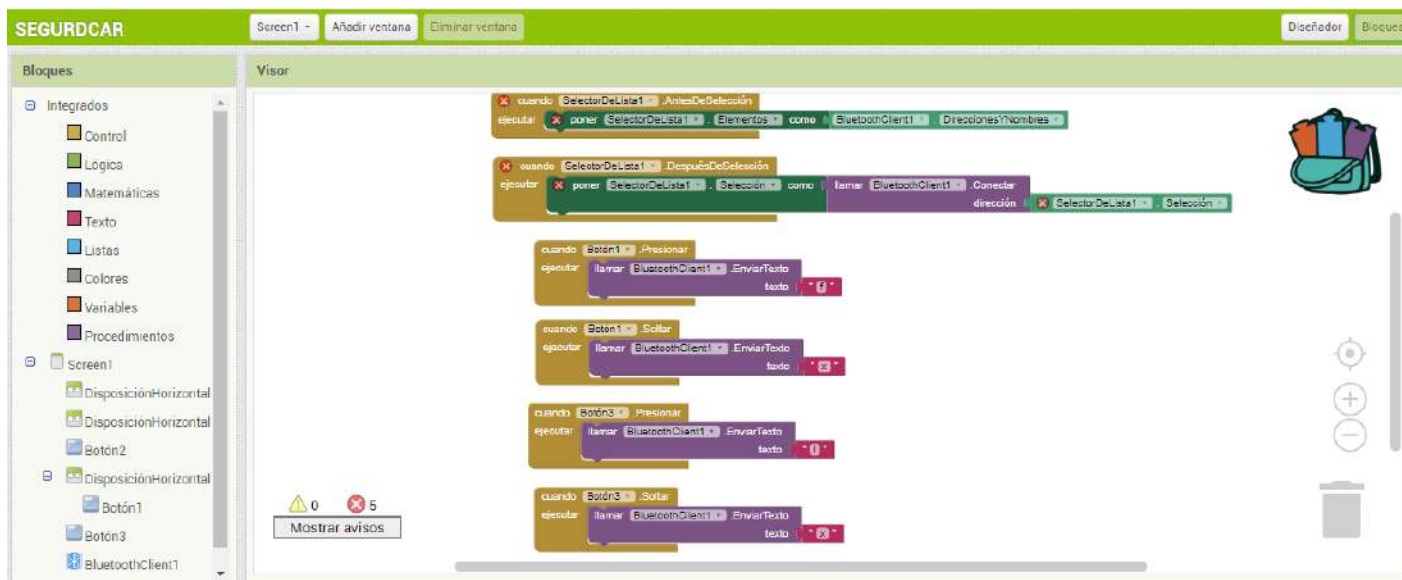 SEGURDCAR
Screen1
Añadir ventana
Eliminar ventana
Diseñador
Bloques
Bloques
Visor
Integrados
Control
Lógica
Matemáticas
Texto
Listas
Colores
Variables
Procedimientos
Screen1
DisposiciónHorizontal
DisposiciónHorizontal
Botón2
DisposiciónHorizontal
Botón1
Botón3
BluetoothClient1
cuando SelectorDeLista1 .AntesDeSelección
ejecutar poner SelectorDeLista1 . Elementos como BluetoothClient1 . DireccionesYNombres
cuando SelectorDeLista1 .DespuésDeSelección
ejecutar poner SelectorDeLista1 . Selección como llamar BluetoothClient1 .Conectar
dirección SelectorDeLista1 . Selección
cuando Botón1 .Presionar
ejecutar llamar BluetoothClient1 .EnviarTexto
texto " f "
cuando Botón1 .Soltar
ejecutar llamar BluetoothClient1 .EnviarTexto
texto " x "
cuando Botón3 .Presionar
ejecutar llamar BluetoothClient1 .EnviarTexto
texto
cuando Botón3 .Soltar
ejecutar llamar BluetoothClient1 .EnviarTexto
texto " x "
0
5
Mostrar avisos